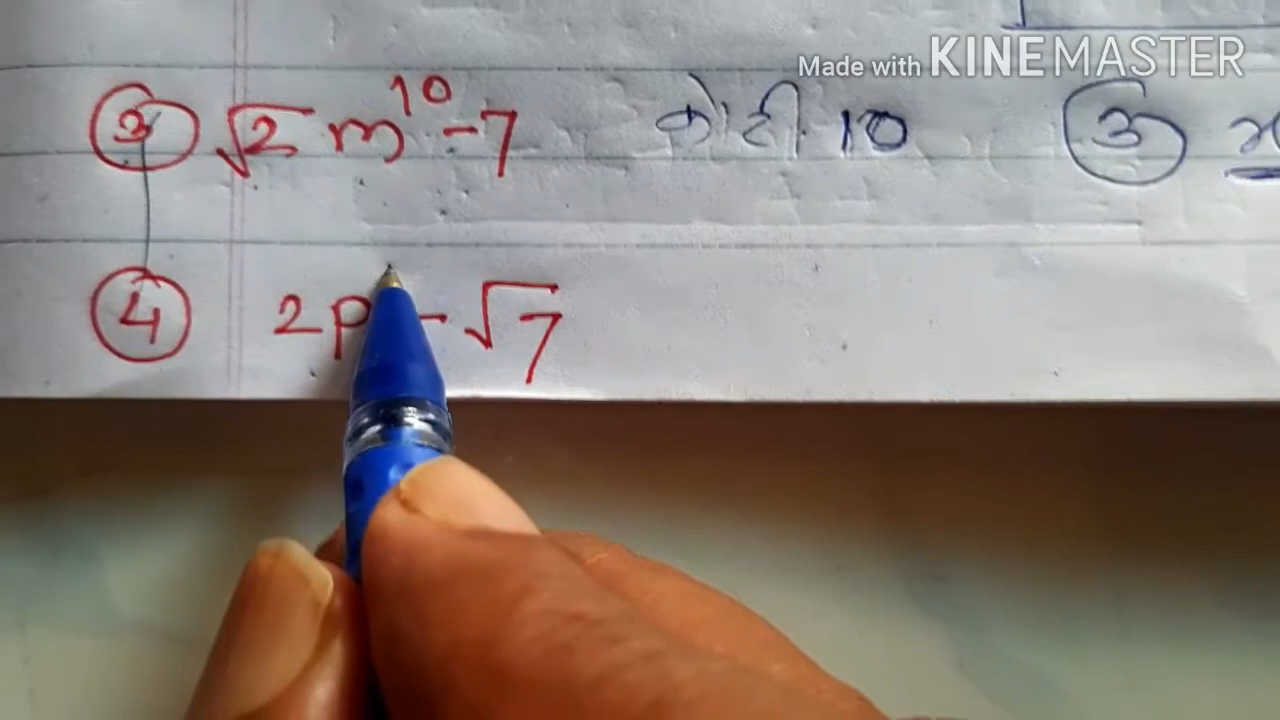 Made with KINEMASTER
③ √2 m¹⁰ - 7 कोटी 10 ③
④ 2p - √7